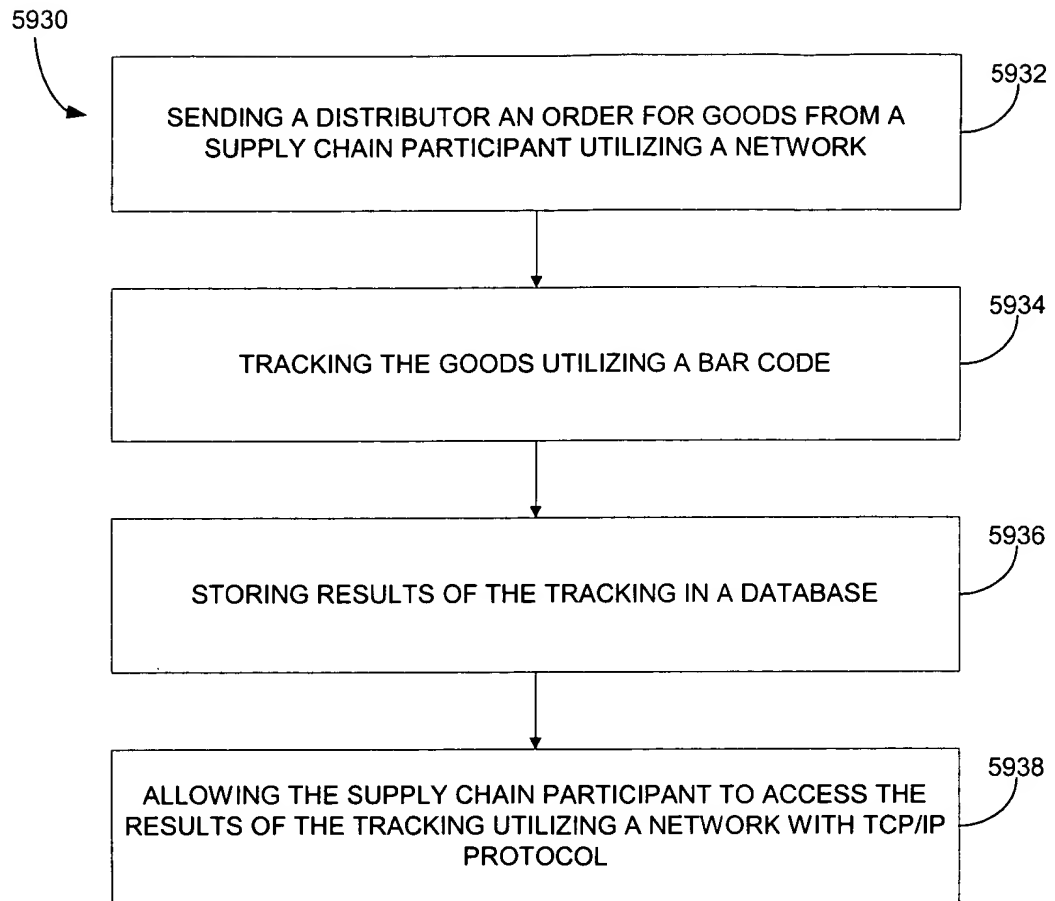 5930
5932
SENDING A DISTRIBUTOR AN ORDER FOR GOODS FROM A
SUPPLY CHAIN PARTICIPANT UTILIZING A NETWORK
5934
TRACKING THE GOODS UTILIZING A BAR CODE
5936
STORING RESULTS OF THE TRACKING IN A DATABASE
5938
ALLOWING THE SUPPLY CHAIN PARTICIPANT TO ACCESS THE
RESULTS OF THE TRACKING UTILIZING A NETWORK WITH TCP/IP
PROTOCOL